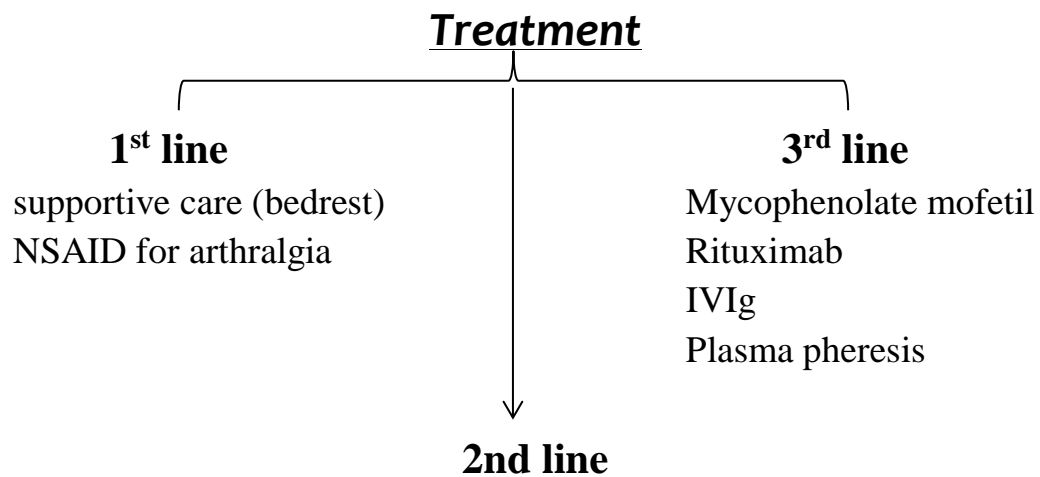 Treatment
1st line
supportive care (bedrest)
NSAID for arthralgia
3rd line
Mycophenolate mofetil
Rituximab
IVIg
Plasma pheresis
2nd line